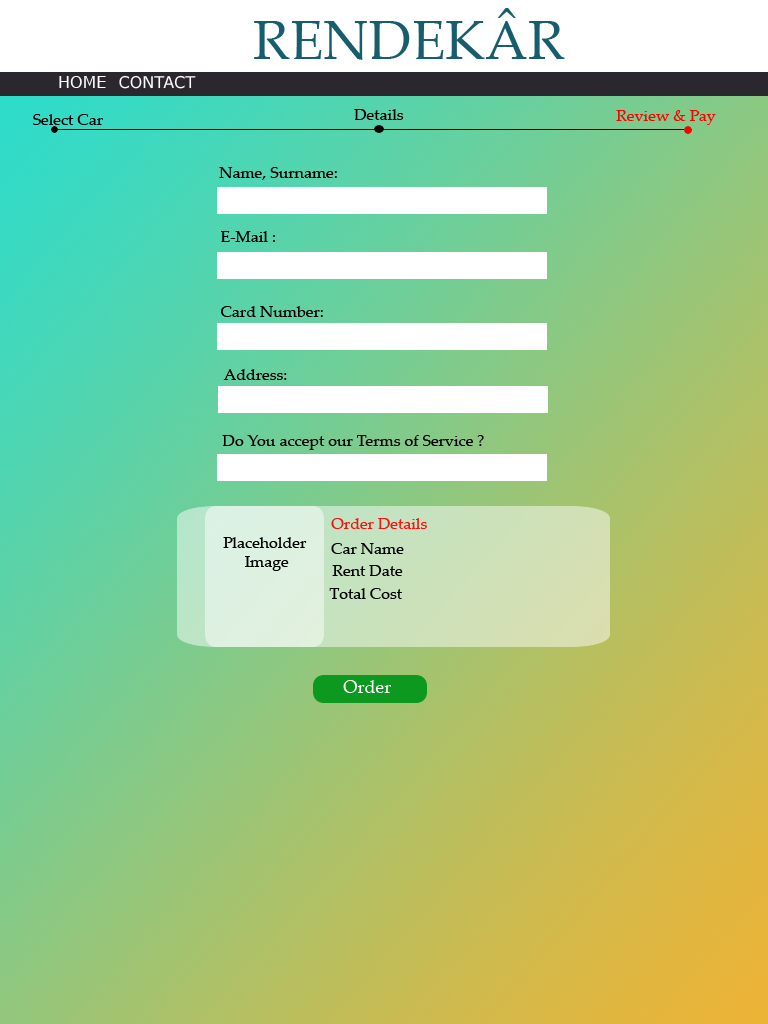 RENDEKÂR
HOME CONTACT
Select Car
Details
Review & Pay
Name, Surname:
E-Mail :
Card Number:
Address:
Do You accept our Terms of Service ?
Placeholder
Image
Order Details
Car Name
Rent Date
Total Cost
Order